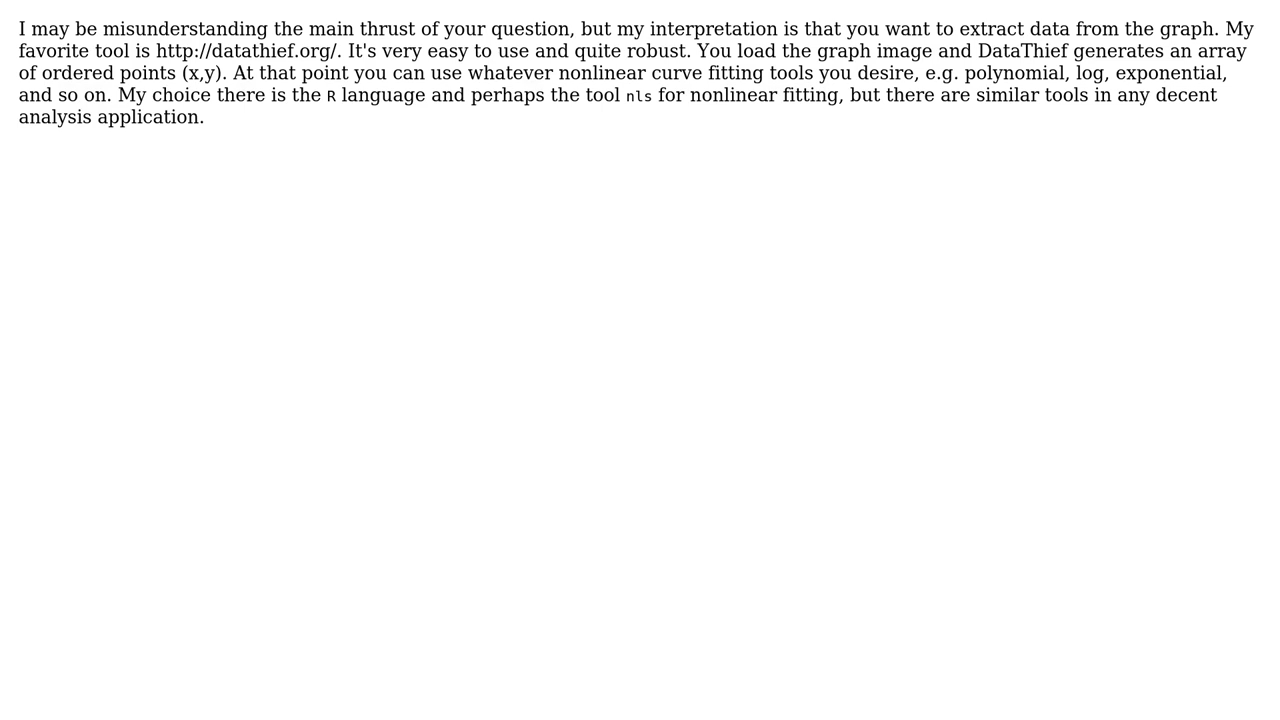 I may be misunderstanding the main thrust of your question, but my interpretation is that you want to extract data from the graph. My
favorite tool is http://datathief.org/. It's very easy to use and quite robust. You load the graph image and DataThief generates an array
of ordered points (x,y). At that point you can use whatever nonlinear curve fitting tools you desire, e.g. polynomial, log, exponential,
and so on. My choice there is the R language and perhaps the tool nls for nonlinear fitting, but there are similar tools in any decent
analysis application.